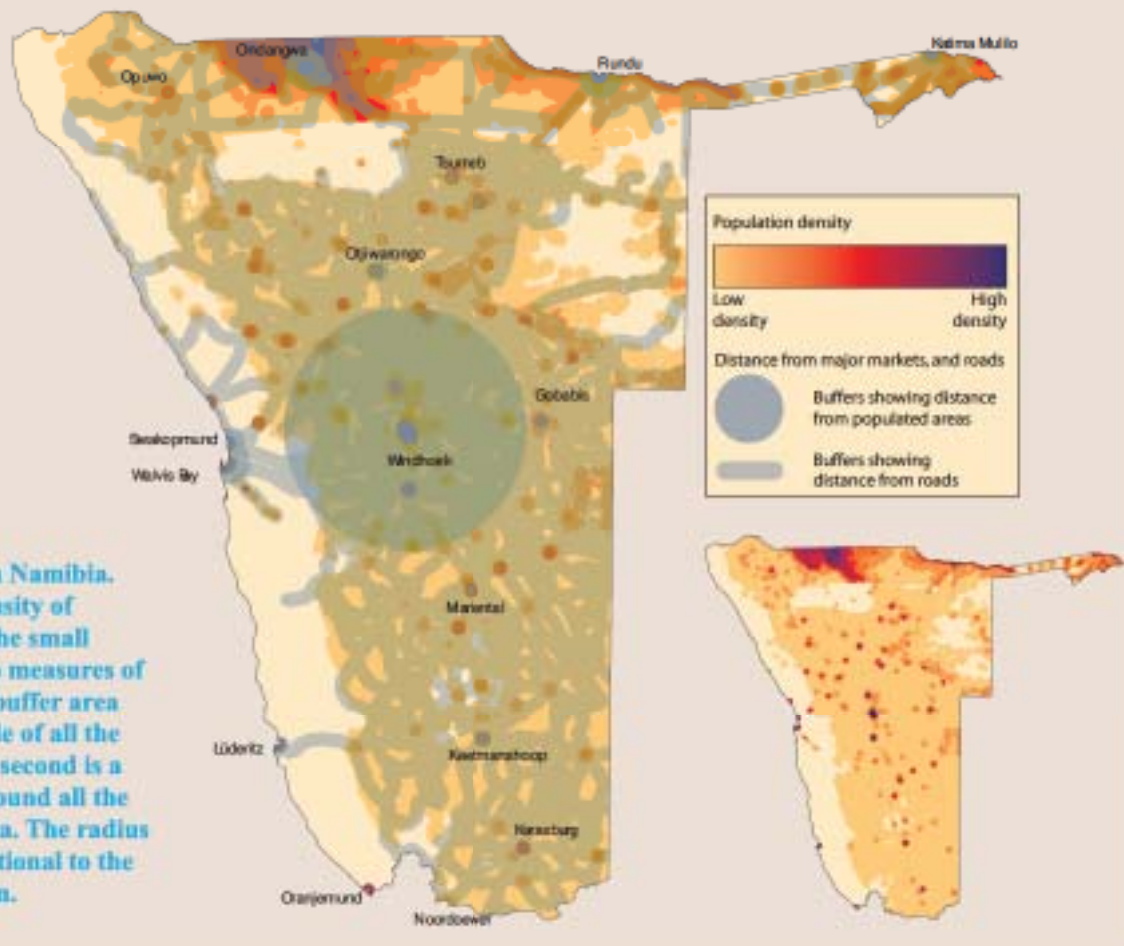 Ondangwa
Opuwo
Rundu
Katima Mulilo
Tsumeb
Otjiwarongo
Gobabis
Swakopmund
Walvis Bay
Windhoek
Mariental
Lüderitz
Keetmanshoop
Karasburg
Oranjemund
Noordoewer
Population density
Low
density
High
density
Distance from major markets, and roads
Buffers showing distance
from populated areas
Buffers showing
distance from roads
Namibia.
sity of
he small
measures of
buffer area
le of all the
second is a
ound all the
a. The radius
tional to the
n.